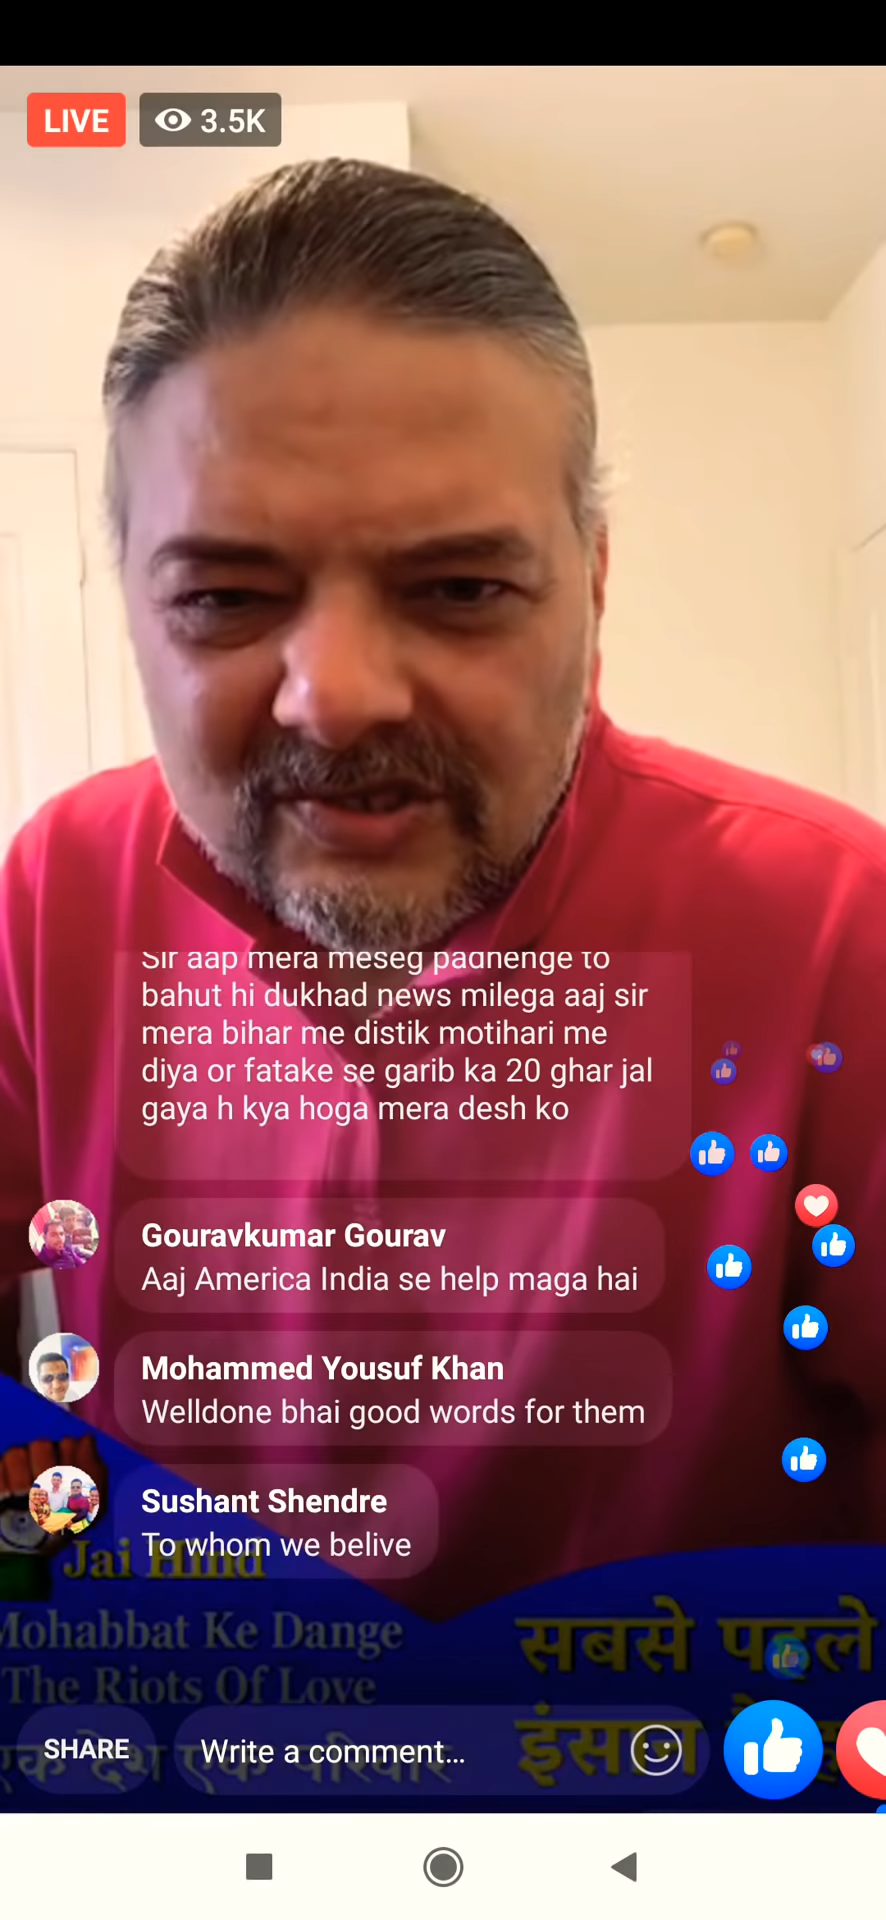 LIVE
3.5K
Sir aap mera meseg padhenge to
bahut hi dukhad news milega aaj sir
mera bihar me distik motihari me
diya or fatake se garib ka 20 ghar jal
gaya h kya hoga mera desh ko
Gouravkumar Gourav
Aaj America India se help maga hai
Mohammed Yousuf Khan
Welldone bhai good words for them
Sushant Shendre
To whom we belive
Jai Hind
Mohabbat Ke Dange
The Riots Of Love
एक देश एक परिवार
सबसे पहले
SHARE
Write a comment...